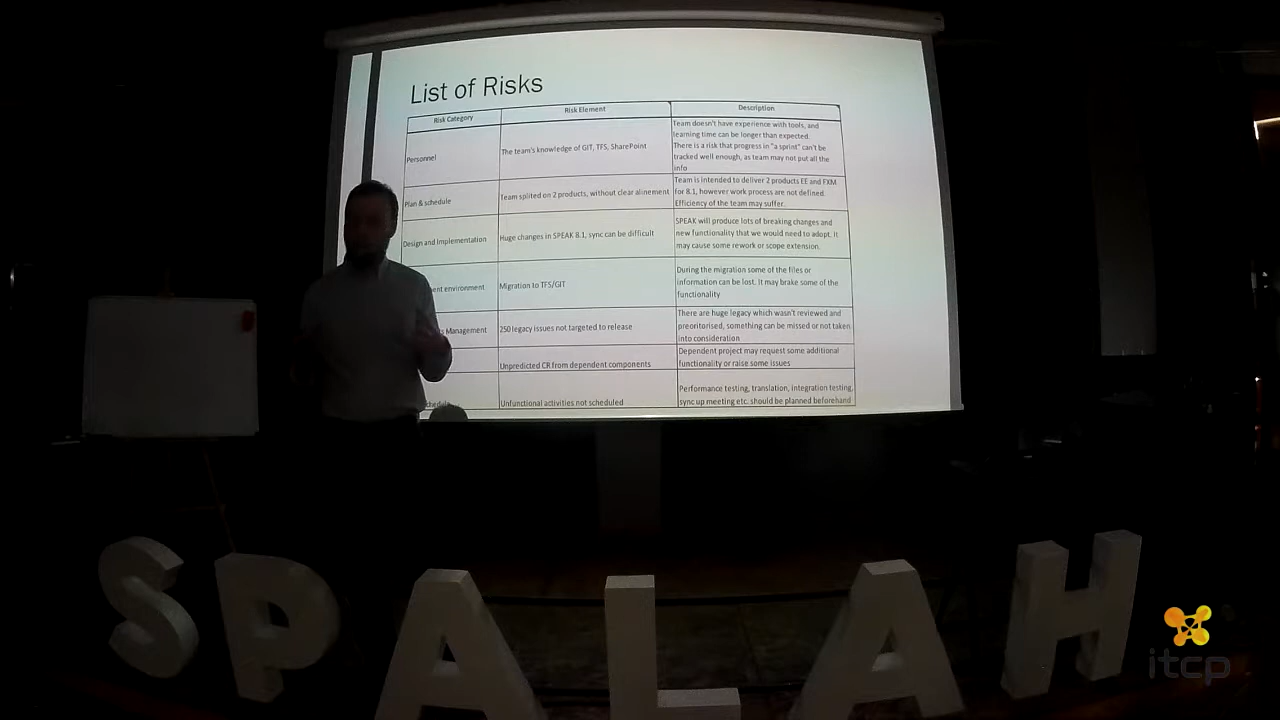 List of Risks
Risk Category
Risk Element
Description
Personnel
The team's knowledge of GIT, TFS, SharePoint
Team doesn't have experience with tools, and
learning time can be longer than expected.
There is a risk that progress in "a sprint" can't be
tracked well enough, as team may not put all the
info
Plan & schedule
Team splited on 2 products, without clear alinement
Team is intended to deliver 2 products EE and FXM
for 8.1, however work process are not defined.
Efficiency of the team may suffer.
Design and Implementation
Huge changes in SPEAK 8.1, sync can be difficult
SPEAK will produce lots of breaking changes and
new functionality that we would need to adopt. It
may cause some rework or scope extension.
environment
Migration to TFS/GIT
During the migration some of the files or
information can be lost. It may brake some of the
functionality
Management
250 legacy issues not targeted to release
There are huge legacy which wasn't reviewed and
preoritorised, something can be missed or not taken
into consideration
Unpredicted CR from dependent components
Dependent project may request some additional
functionality or raise some issues
Unfunctional activities not scheduled
Performance testing, translation, integration testing,
sync up meeting etc. should be planned beforehand
SPALAH
itcp